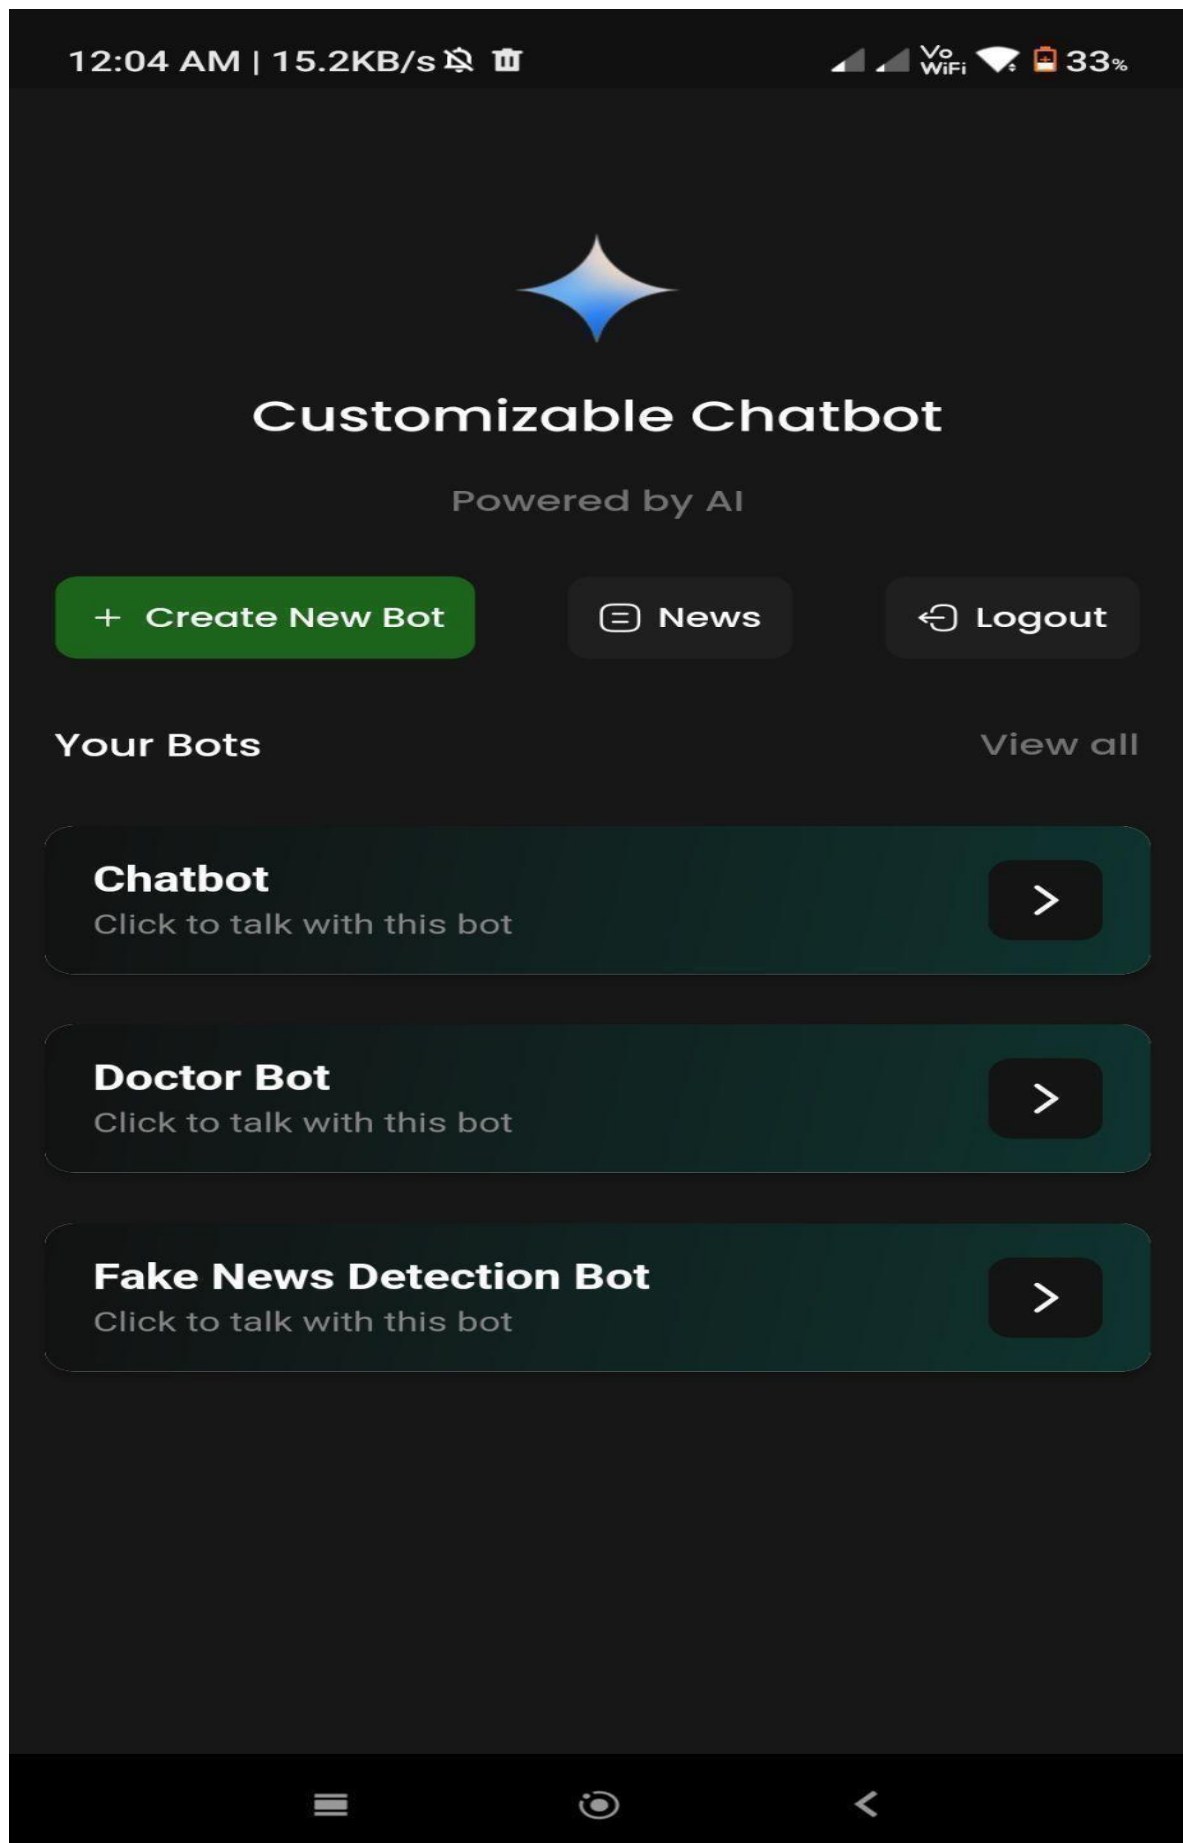 12:04 AM | 15.2KB/s Vo WiFi 33%
Customizable Chatbot
Powered by AI
+ Create New Bot News Logout
Your Bots View all
Chatbot
Click to talk with this bot
Doctor Bot
Click to talk with this bot
Fake News Detection Bot
Click to talk with this bot